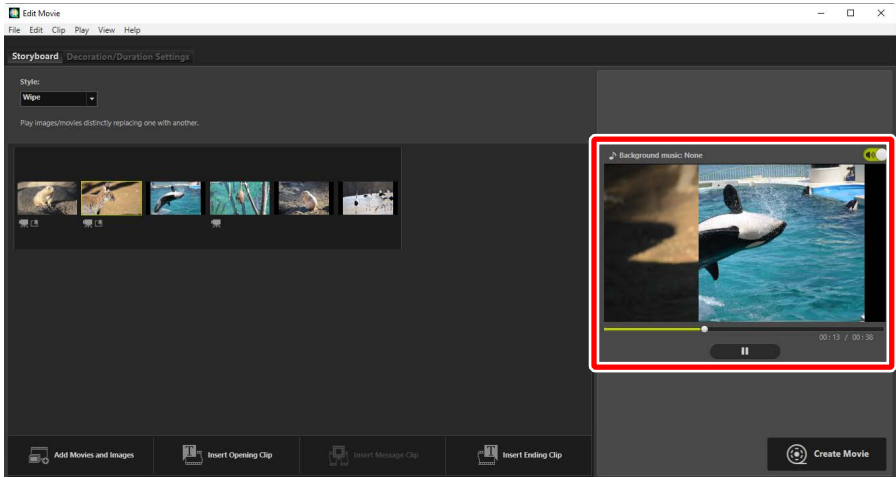 Edit Movie
File Edit Clip Play View Help
Storyboard Decoration/Duration Settings
Style:
Wipe
Play images/movies distinctly replacing one with another.
Background music: None
00:13 / 00:38
Add Movies and Images
Insert Opening Clip
Insert Message Clip
Insert Ending Clip
Create Movie